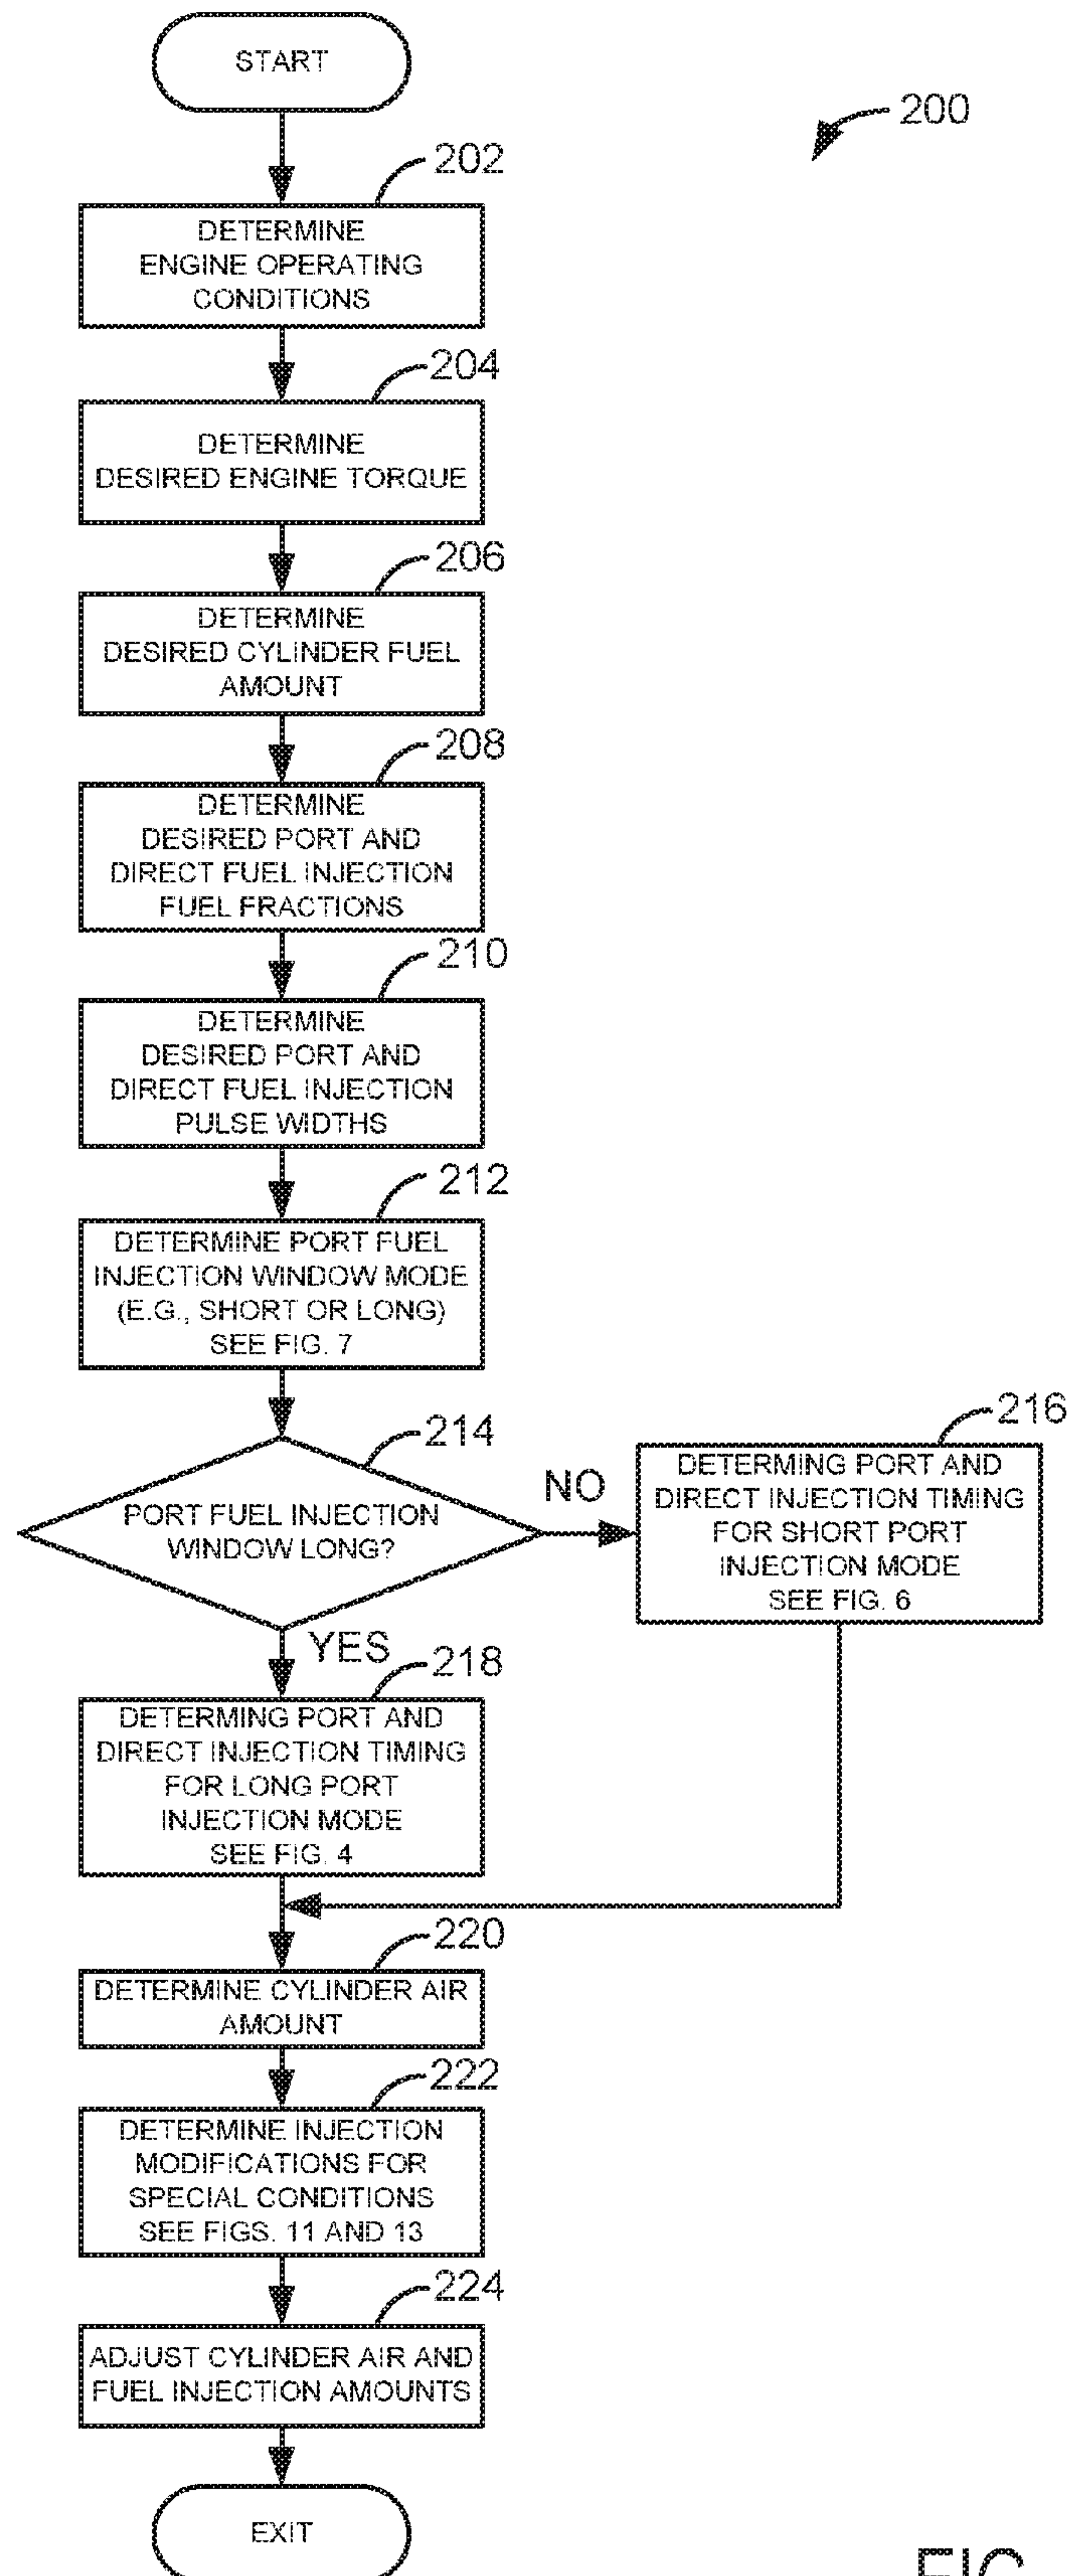 START
200
202
DETERMINE
ENGINE OPERATING
CONDITIONS
204
DETERMINE
DESIRED ENGINE TORQUE
206
DETERMINE
DESIRED CYLINDER FUEL
AMOUNT
208
DETERMINE
DESIRED PORT AND
DIRECT FUEL INJECTION
FUEL FRACTIONS
210
DETERMINE
DESIRED PORT AND
DIRECT FUEL INJECTION
PULSE WIDTHS
212
DETERMINE PORT FUEL
INJECTION WINDOW MODE
(E.G., SHORT OR LONG)
SEE FIG. 7
214
PORT FUEL INJECTION
WINDOW LONG?
NO
216
DETERMING PORT AND
DIRECT INJECTION TIMING
FOR SHORT PORT
INJECTION MODE
SEE FIG. 6
YES
218
DETERMING PORT AND
DIRECT INJECTION TIMING
FOR LONG PORT
INJECTION MODE
SEE FIG. 4
220
DETERMINE CYLINDER AIR
AMOUNT
222
DETERMINE INJECTION
MODIFICATIONS FOR
SPECIAL CONDITIONS
SEE FIGS. 11 AND 13
224
ADJUST CYLINDER AIR AND
FUEL INJECTION AMOUNTS
EXIT
FIG